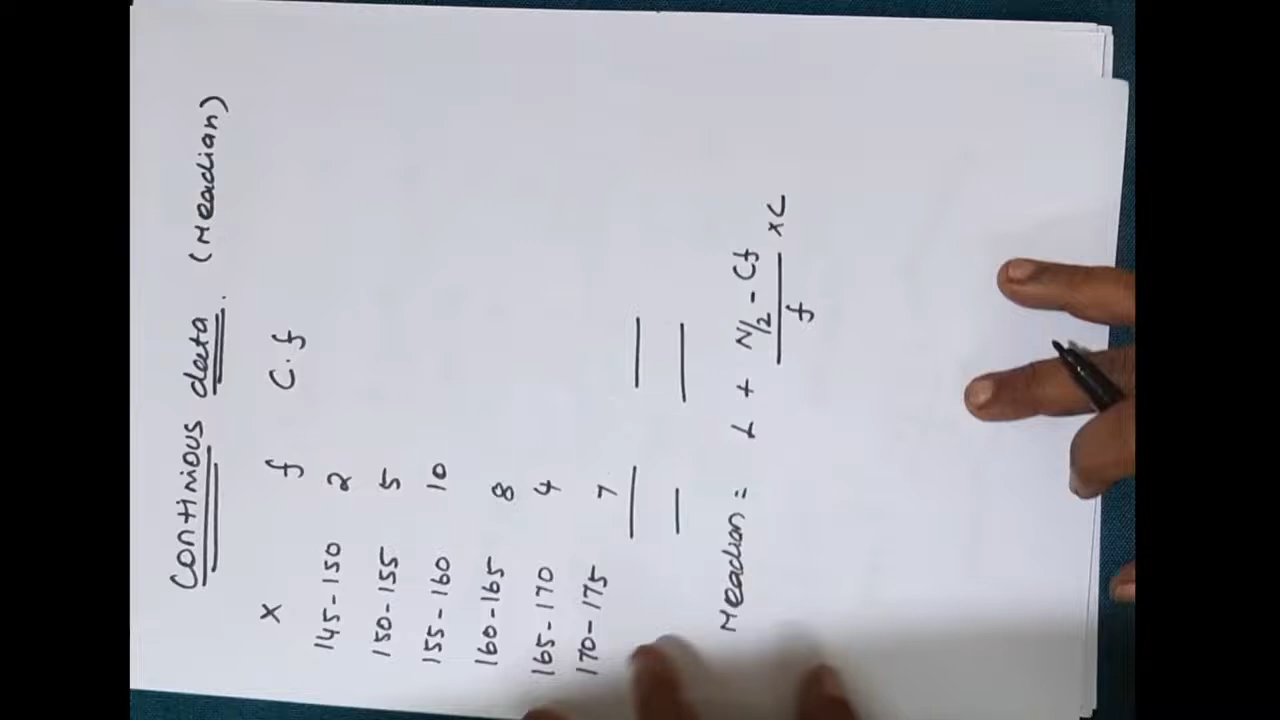 Continous data. (Meadian)
X f C.f
145-150 2
150-155 5
155-160 10
160-165 8
165-170 4
170-175 7
Meadian = L + N/2 - Cf / f × C